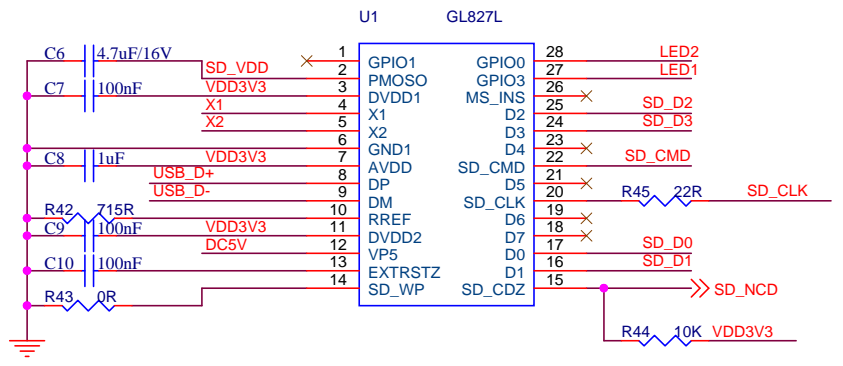 U1 GL827L
C6 4.7uF/16V 1 GPIO1 GPIO0 28 LED2
SD_VDD 2 PMOSO GPIO3 27 LED1
C7 100nF VDD3V3 3 DVDD1 MS_INS 26
X1 4 X1 D2 25 SD_D2
X2 5 X2 D3 24 SD_D3
6 GND1 D4 23
C8 1uF VDD3V3 7 AVDD SD_CMD 22 SD_CMD
USB_D+ 8 DP D5 21
USB_D- 9 DM SD_CLK 20 R45 22R SD_CLK
R42 715R 10 RREF D6 19
C9 100nF VDD3V3 11 DVDD2 D7 18
DC5V 12 VP5 D0 17 SD_D0
C10 100nF 13 EXTRSTZ D1 16 SD_D1
R43 0R 14 SD_WP SD_CDZ 15 SD_NCD
R44 10K VDD3V3